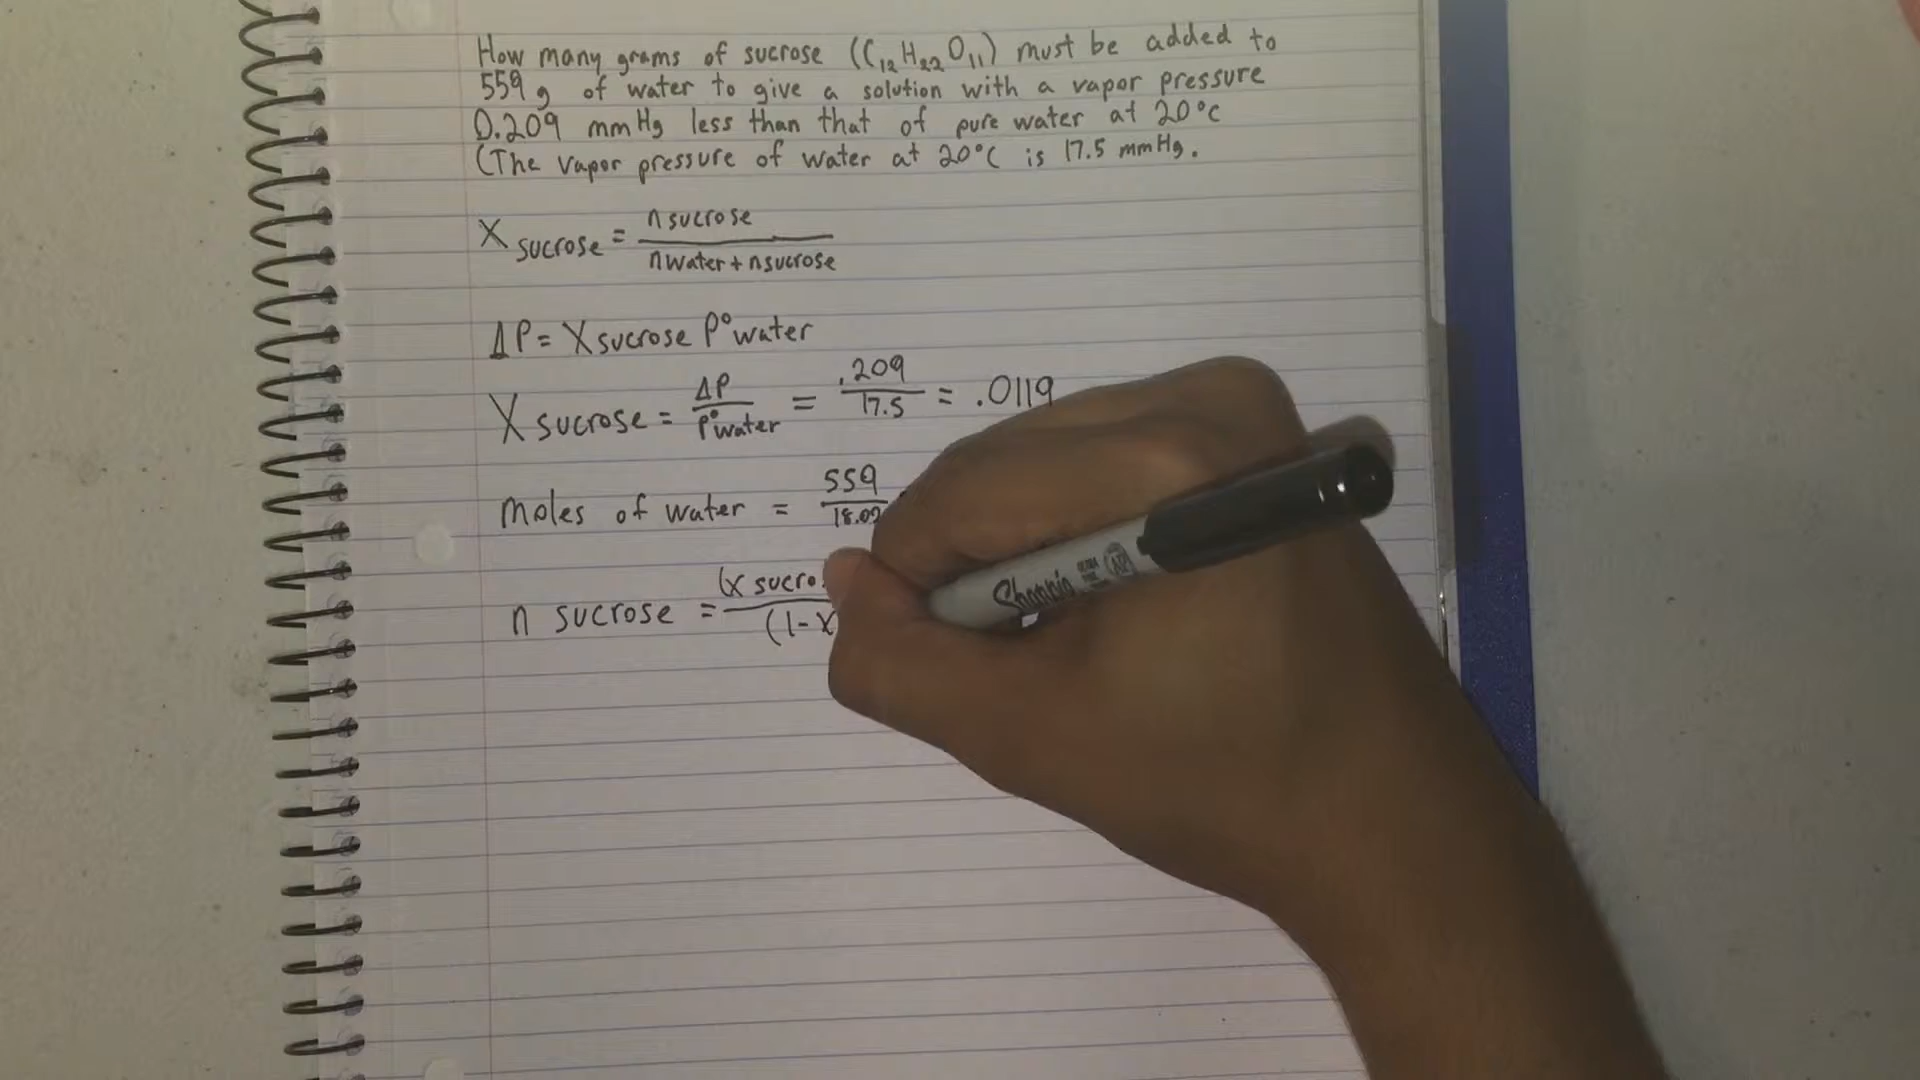 How many grams of sucrose (C₁₂H₂₂O₁₁) must be added to
559 g of water to give a solution with a vapor pressure
0.209 mmHg less than that of pure water at 20°C
(The vapor pressure of water at 20°C is 17.5 mmHg.
X sucrose = n sucrose / n water + n sucrose
ΔP = X sucrose P° water
X sucrose = ΔP / P° water = .209 / 17.5 = .0119
moles of water = 559 / 18.02
n sucrose = (x sucro / (1-x
Sharpie